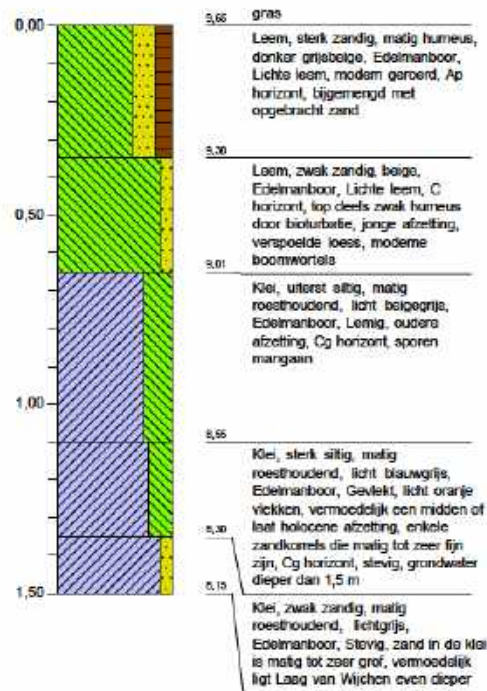 0,00
9,65
gras
Leem, sterk zandig, matig humeus,
donker grijsbeige, Edelmanboor,
Lichte leem, modern geroerd, Ap
horizont, bijgemengd met
opgebracht zand
9,30
Leem, zwak zandig, beige,
Edelmanboor, Lichte leem, C
horizont, top deels zwak humeus
door bioturbatie, jonge afzetting,
verspoelde loess, moderne
boomwortels
0,50
9,01
Klei, uiterst siltig, matig
roesthoudend, licht beigegrijs,
Edelmanboor, Lemig, oudere
afzetting, Cg horizont, sporen
mangaan
1,00
8,55
Klei, sterk siltig, matig
roesthoudend, licht blauwgrijs,
Edelmanboor, Gevlekt, licht oranje
vlekken, vermoedelijk een midden of
laat holocene afzetting, enkele
zandkorrels die matig tot zeer fijn
zijn, Cg horizont, stevig, grondwater
dieper dan 1,5 m
8,30
1,50
8,15
Klei, zwak zandig, matig
roesthoudend, lichtgrijs,
Edelmanboor, Stevig, zand in de klei
is matig tot zeer grof, vermoedelijk
ligt Laag van Wijchen even dieper